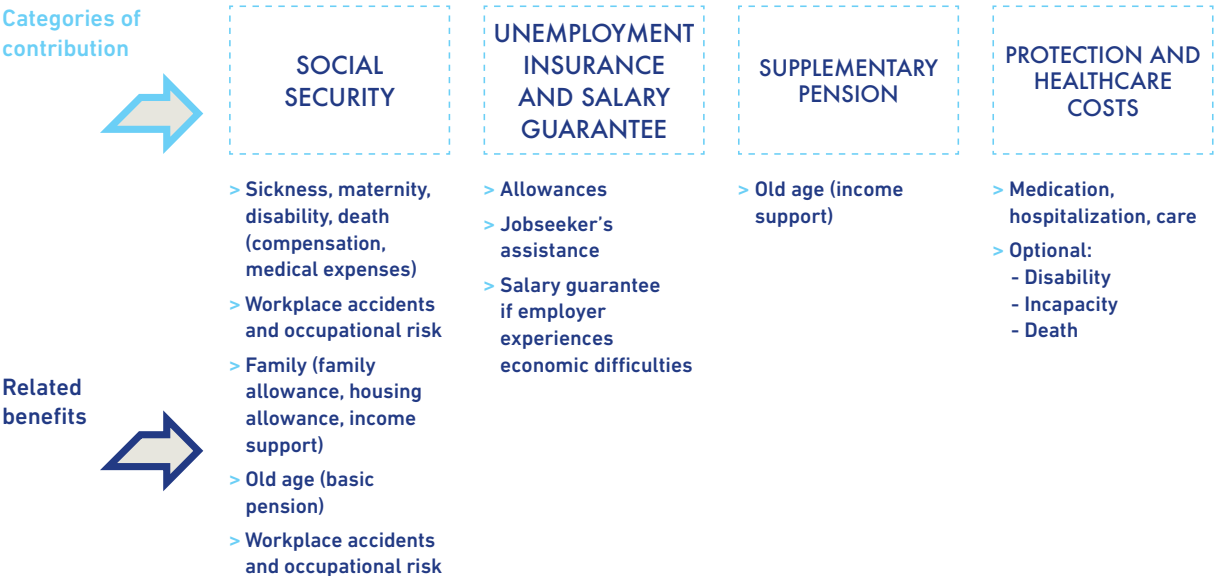 Categories of
contribution
SOCIAL
SECURITY
UNEMPLOYMENT
INSURANCE
AND SALARY
GUARANTEE
SUPPLEMENTARY
PENSION
PROTECTION AND
HEALTHCARE
COSTS
Related
benefits
> Sickness, maternity,
disability, death
(compensation,
medical expenses)
> Workplace accidents
and occupational risk
> Family (family
allowance, housing
allowance, income
support)
> Old age (basic
pension)
> Workplace accidents
and occupational risk
> Allowances
> Jobseeker's
assistance
> Salary guarantee
if employer
experiences
economic difficulties
> Old age (income
support)
> Medication,
hospitalization, care
> Optional:
- Disability
- Incapacity
- Death